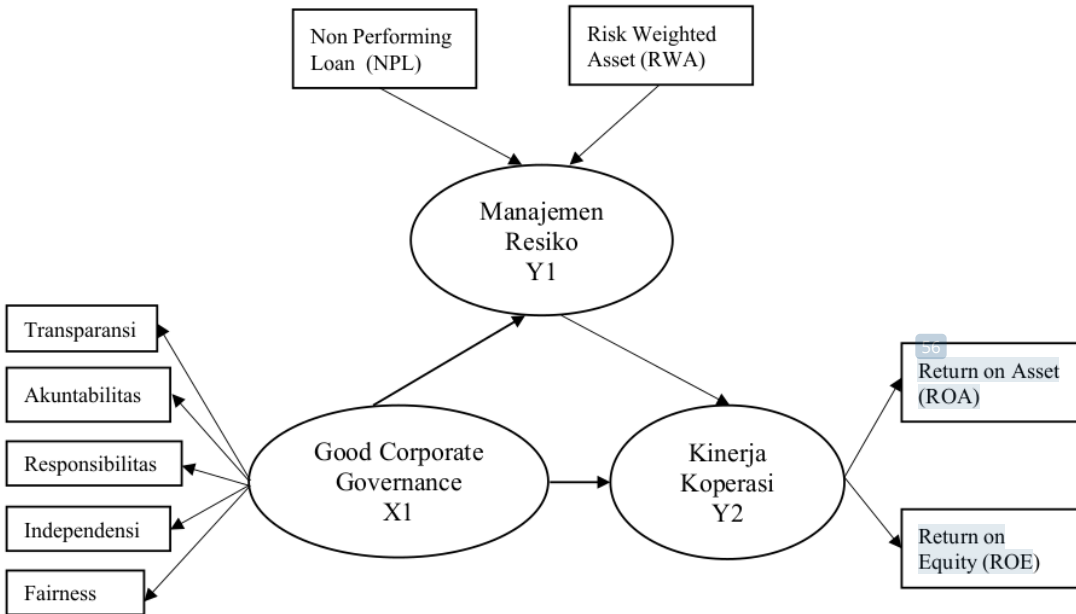 Non Performing
Loan (NPL)
Risk Weighted
Asset (RWA)
Manajemen
Resiko
Y1
Transparansi
Akuntabilitas
Responsibilitas
Independensi
Fairness
Good Corporate
Governance
X1
Kinerja
Koperasi
Y2
56
Return on Asset
(ROA)
Return on
Equity (ROE)